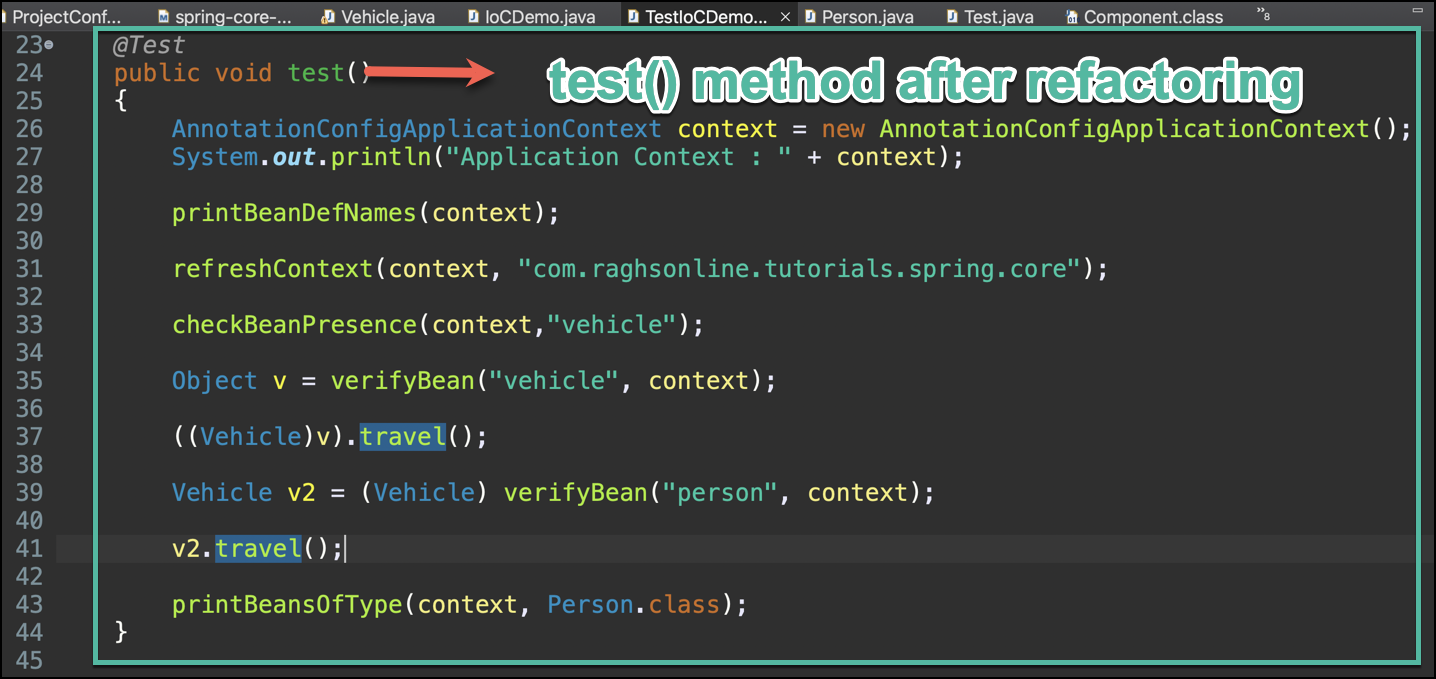 ProjectConf... spring-core-... Vehicle.java IoCDemo.java TestIoCDemo... Person.java Test.java Component.class »8
23 @Test
24 public void test() test() method after refactoring
25 {
26 AnnotationConfigApplicationContext context = new AnnotationConfigApplicationContext();
27 System.out.println("Application Context : " + context);
28
29 printBeanDefNames(context);
30
31 refreshContext(context, "com.raghsonline.tutorials.spring.core");
32
33 checkBeanPresence(context,"vehicle");
34
35 Object v = verifyBean("vehicle", context);
36
37 ((Vehicle)v).travel();
38
39 Vehicle v2 = (Vehicle) verifyBean("person", context);
40
41 v2.travel();
42
43 printBeansOfType(context, Person.class);
44 }
45